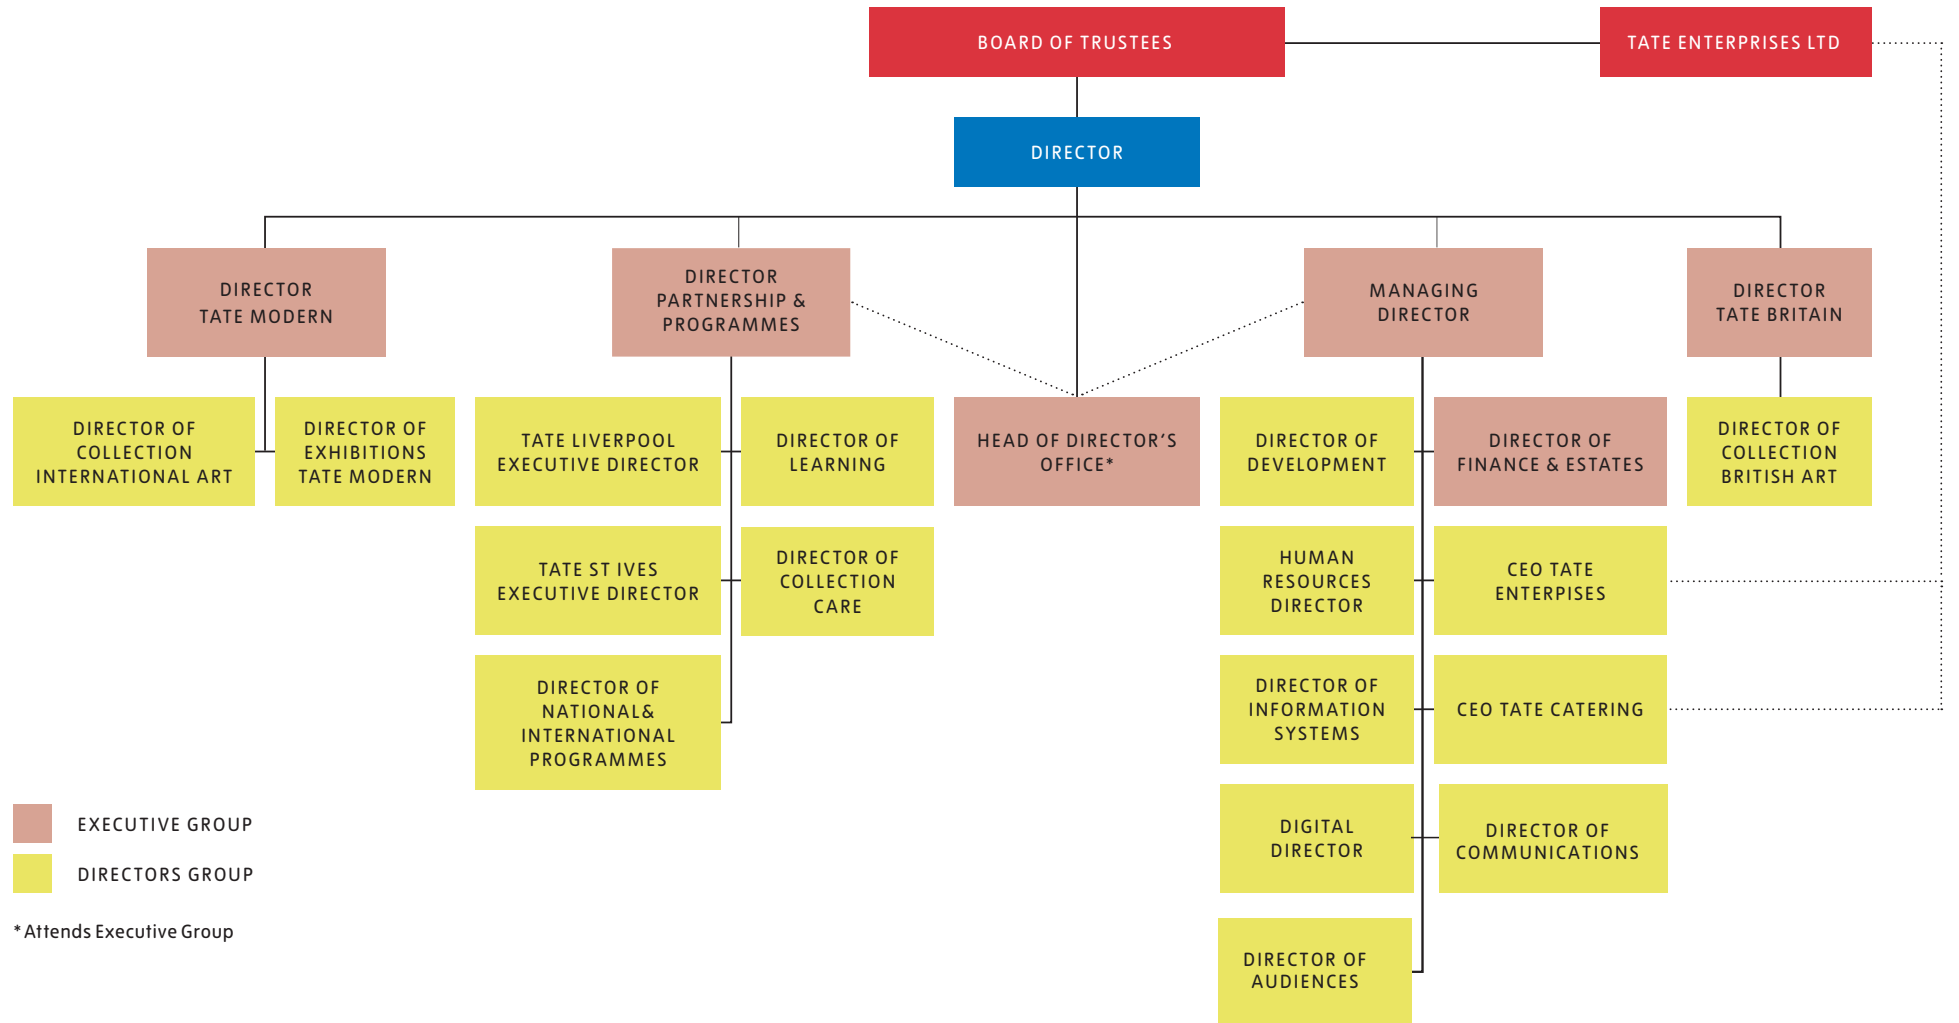 BOARD OF TRUSTEES
TATE ENTERPRISES LTD
DIRECTOR
DIRECTOR
TATE MODERN
DIRECTOR
PARTNERSHIP &
PROGRAMMES
MANAGING
DIRECTOR
DIRECTOR
TATE BRITAIN
DIRECTOR OF
COLLECTION
INTERNATIONAL ART
DIRECTOR OF
EXHIBITIONS
TATE MODERN
TATE LIVERPOOL
EXECUTIVE DIRECTOR
DIRECTOR OF
LEARNING
HEAD OF DIRECTOR'S
OFFICE*
DIRECTOR OF
DEVELOPMENT
DIRECTOR OF
FINANCE & ESTATES
DIRECTOR OF
COLLECTION
BRITISH ART
TATE ST IVES
EXECUTIVE DIRECTOR
DIRECTOR OF
COLLECTION
CARE
HUMAN
RESOURCES
DIRECTOR
CEO TATE
ENTERPISES
DIRECTOR OF
NATIONAL&
INTERNATIONAL
PROGRAMMES
DIRECTOR OF
INFORMATION
SYSTEMS
CEO TATE CATERING
DIGITAL
DIRECTOR
DIRECTOR OF
COMMUNICATIONS
DIRECTOR OF
AUDIENCES
EXECUTIVE GROUP
DIRECTORS GROUP
*Attends Executive Group